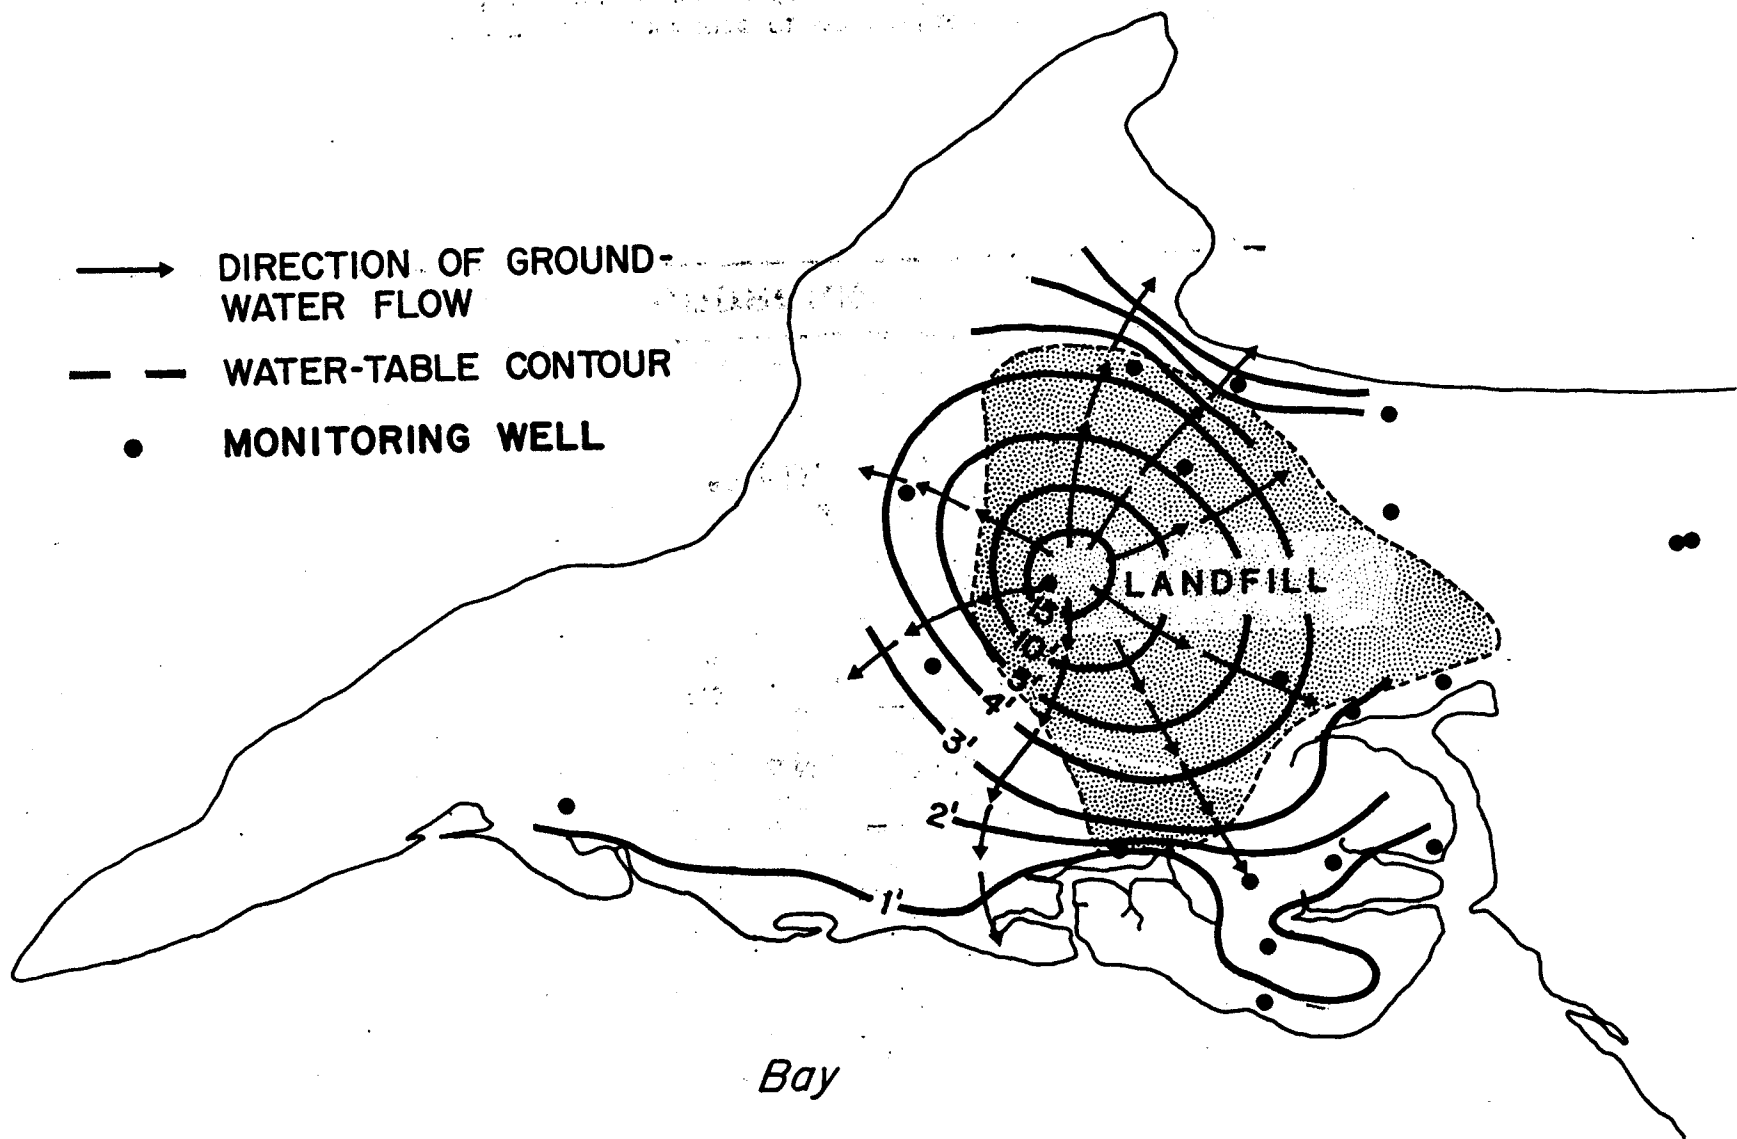 DIRECTION OF GROUND-
WATER FLOW
WATER-TABLE CONTOUR
MONITORING WELL
LANDFILL
15'
10'
5'
4'
3'
2'
1'
Bay